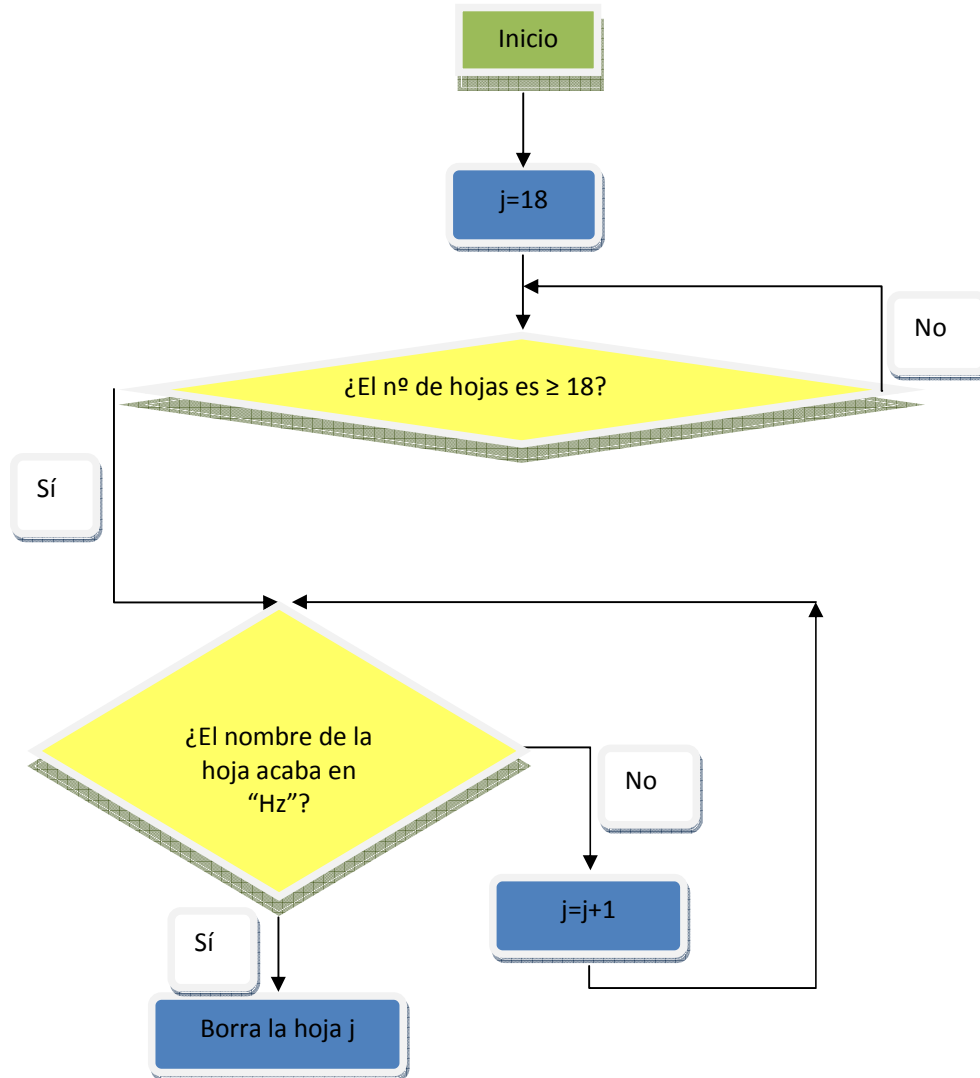 Inicio
j=18
No
¿El nº de hojas es ≥ 18?
Sí
¿El nombre de la
hoja acaba en
“Hz”?
No
j=j+1
Sí
Borra la hoja j